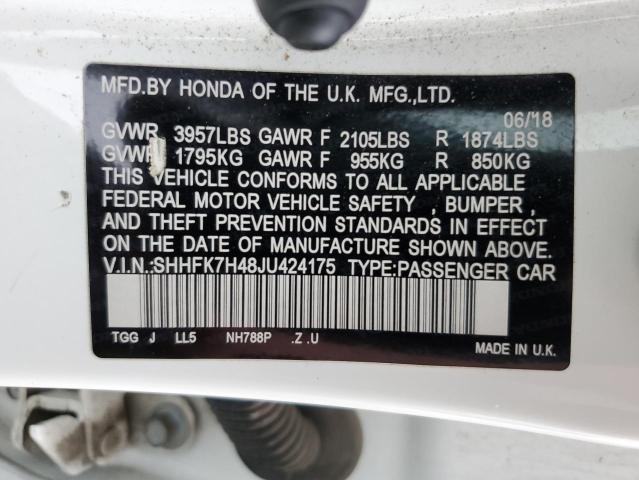 MFD.BY HONDA OF THE U.K. MFG.,LTD.
06/18
GVWR 3957LBS GAWR F 2105LBS R 1874LBS
GVWR 1795KG GAWR F 955KG R 850KG
THIS VEHICLE CONFORMS TO ALL APPLICABLE
FEDERAL MOTOR VEHICLE SAFETY , BUMPER ,
AND THEFT PREVENTION STANDARDS IN EFFECT
ON THE DATE OF MANUFACTURE SHOWN ABOVE.
V.I.N.:SHHFK7H48JU424175 TYPE:PASSENGER CAR
TGG J LL5 NH788P .Z .U
MADE IN U.K.